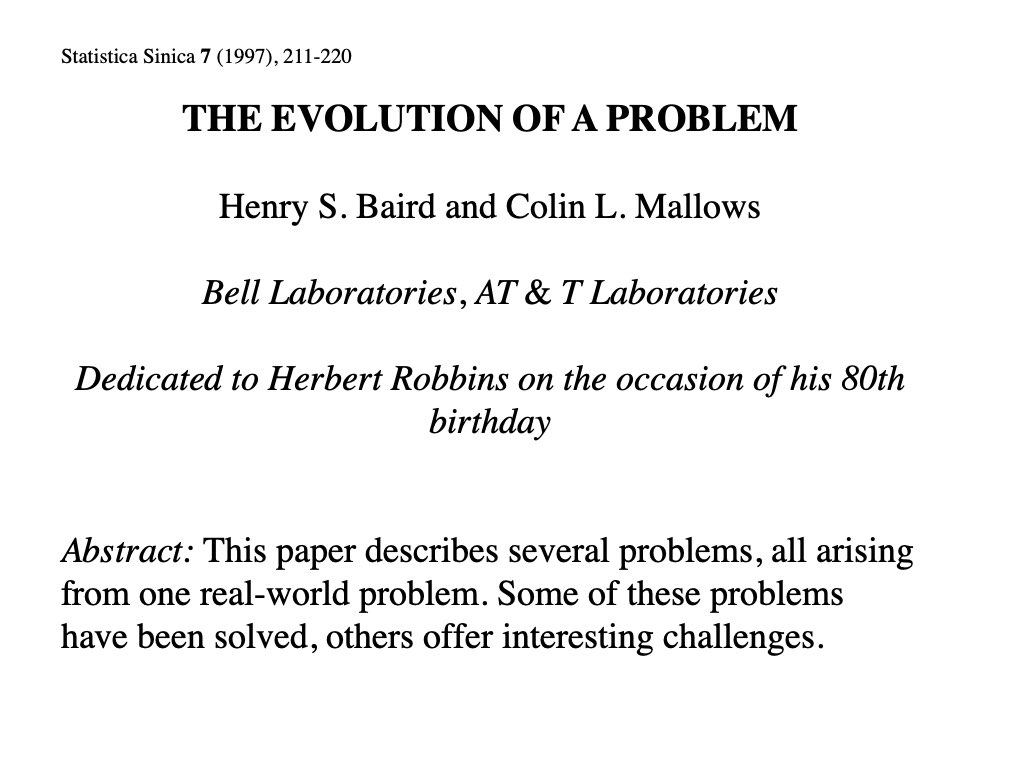 Statistica Sinica 7 (1997), 211-220
THE EVOLUTION OF A PROBLEM
Henry S. Baird and Colin L. Mallows
Bell Laboratories, AT & T Laboratories
Dedicated to Herbert Robbins on the occasion of his 80th
birthday
Abstract: This paper describes several problems, all arising
from one real-world problem. Some of these problems
have been solved, others offer interesting challenges.